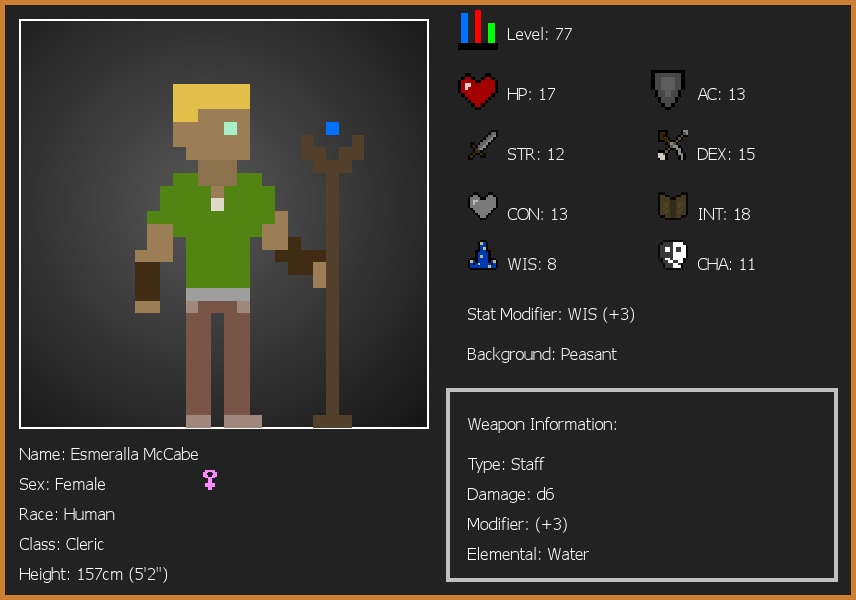 Level: 77
HP: 17
AC: 13
STR: 12
DEX: 15
CON: 13
INT: 18
WIS: 8
CHA: 11
Stat Modifier: WIS (+3)
Background: Peasant
Weapon Information:
Type: Staff
Damage: d6
Modifier: (+3)
Elemental: Water
Name: Esmeralla McCabe
Sex: Female
Race: Human
Class: Cleric
Height: 157cm (5'2")